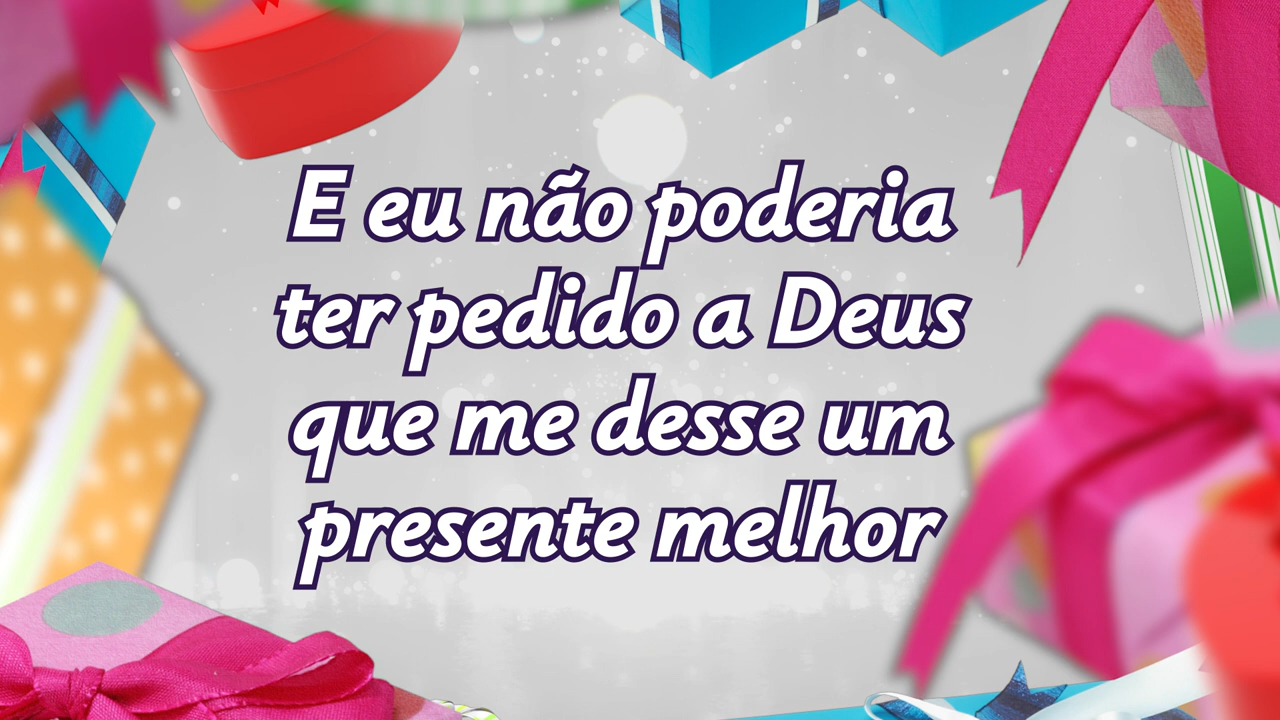 E eu não poderia
ter pedido a Deus
que me desse um
presente melhor